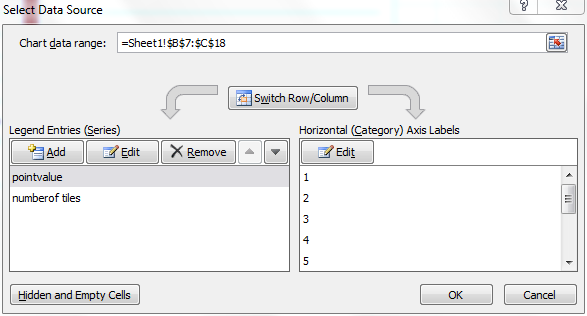 Select Data Source
?
Chart data range: =Sheet1!$B$7:$C$18
Switch Row/Column
Legend Entries (Series)
Horizontal (Category) Axis Labels
Add Edit Remove
Edit
pointvalue
numberof tiles
1
2
3
4
5
Hidden and Empty Cells
OK
Cancel